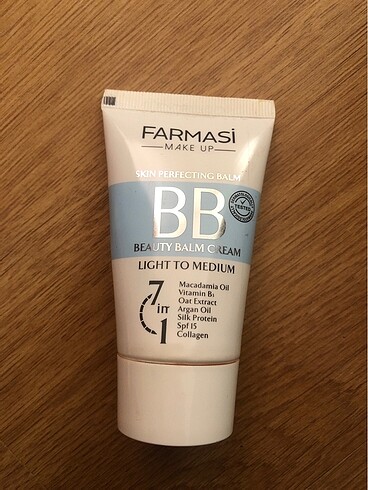 FARMASİ
MAKE UP
SKIN PERFECTING BALM
BB
TESTED
BEAUTY BALM CREAM
LIGHT TO MEDIUM
7 in 1
Macadamia Oil
Vitamin B₅
Oat Extract
Argan Oil
Silk Protein
Spf 15
Collagen